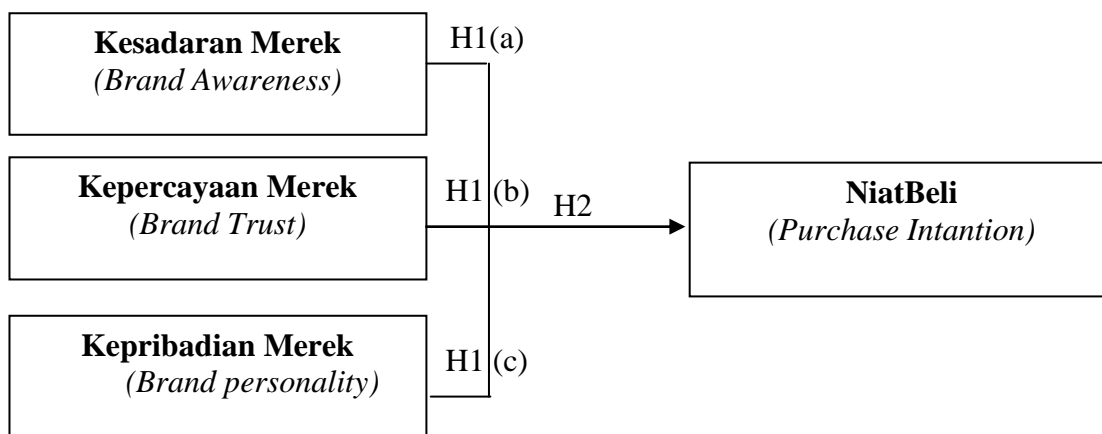 Kesadaran Merek
(Brand Awareness)
H1(a)
Kepercayaan Merek
(Brand Trust)
H1 (b)
H2
NiatBeli
(Purchase Intantion)
Kepribadian Merek
(Brand personality)
H1 (c)